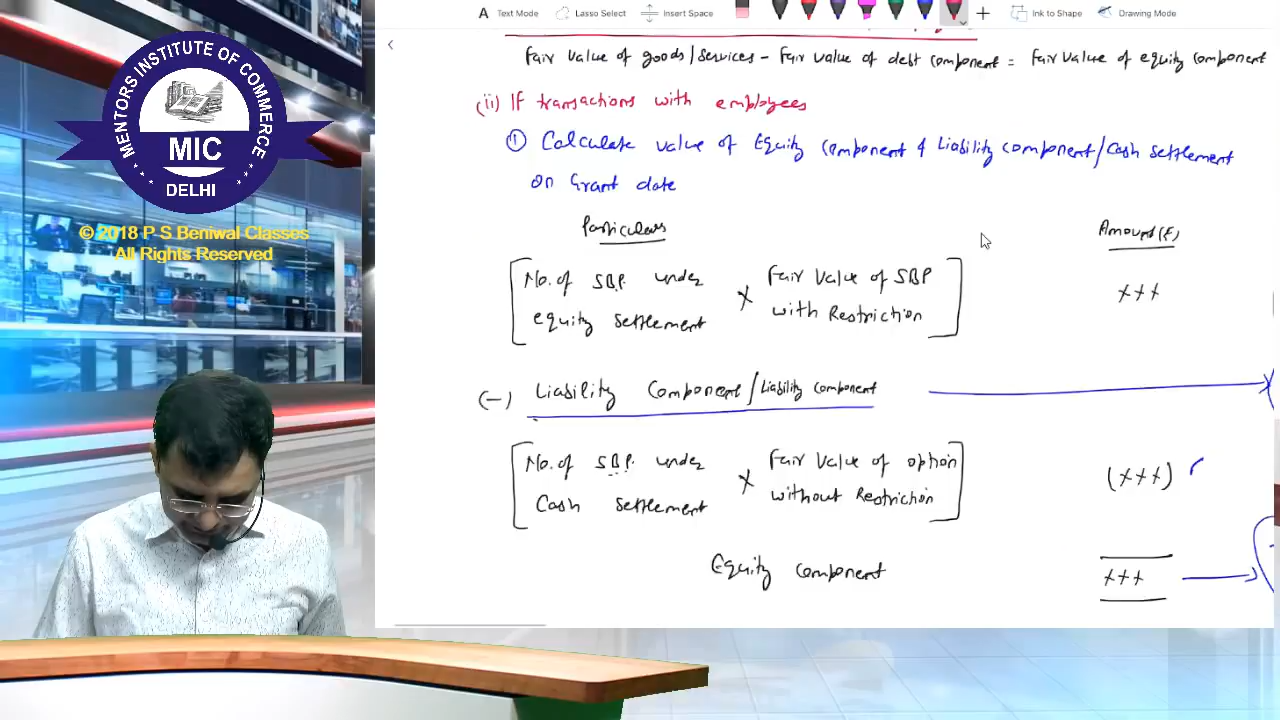 Text Mode Lasso Select Insert Space Ink to Shape Drawing Mode
Fair Value of goods/services - Fair value of debt component = Fair value of equity component
(ii) If transactions with employees
(1) Calculate value of Equity component & Liability component/Cash settlement
on Grant date
Particulars Amount(₹)
No. of SBP under × Fair Value of SBP
equity settlement with Restriction
×××
(-) Liability Component/Liability component
No. of SBP under × Fair Value of option
Cash settlement without Restriction
(×××)
Equity component ×××
MENTORS INSTITUTE OF COMMERCE
MIC
DELHI
© 2018 P S Beniwal Classes
All Rights Reserved